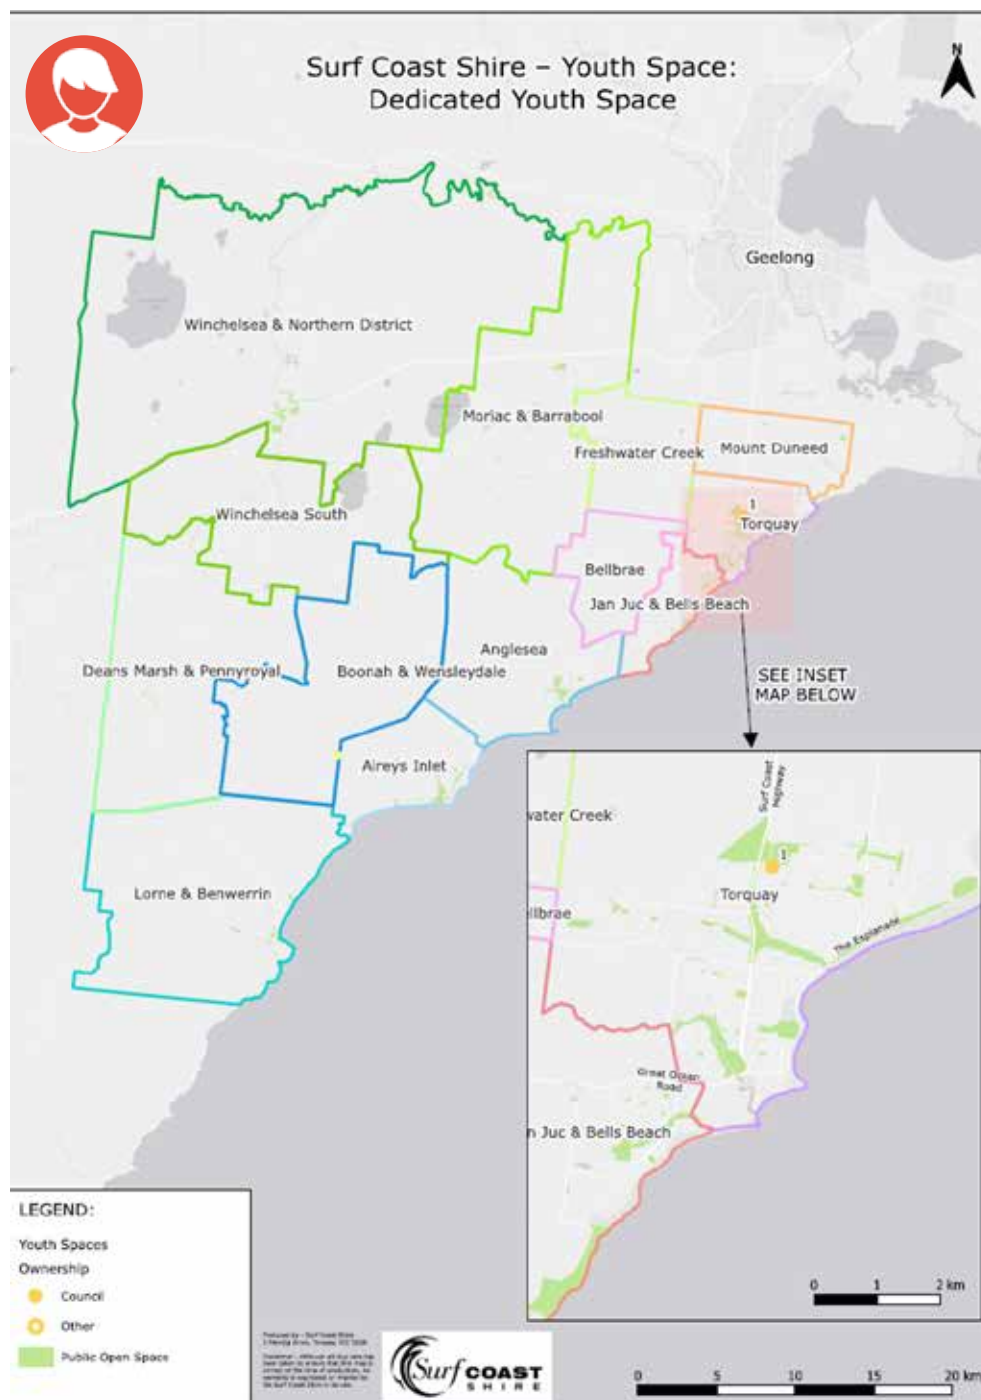 Surf Coast Shire – Youth Space:
Dedicated Youth Space
N
Geelong
Winchelsea & Northern District
Moriac & Barrabool
Freshwater Creek
Mount Duneed
1
Torquay
Winchelsea South
Bellbrae
Jan Juc & Bells Beach
Anglesea
Deans Marsh & Pennyroyal
Boonah & Wensleydale
SEE INSET
MAP BELOW
Aireys Inlet
Lorne & Benwerrin
Surf Coast
Highway
water Creek
1
Torquay
llbrae
The Esplanade
Great Ocean
Road
n Juc & Bells Beach
0 1 2 km
LEGEND:
Youth Spaces
Ownership
Council
Other
Public Open Space
Surf COAST
SHIRE
0 5 10 15 20 km